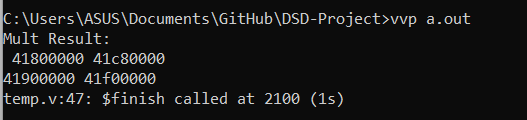 C:\Users\ASUS\Documents\GitHub\DSD-Project>vvp a.out
Mult Result:
 41800000 41c80000
41900000 41f00000
temp.v:47: $finish called at 2100 (1s)